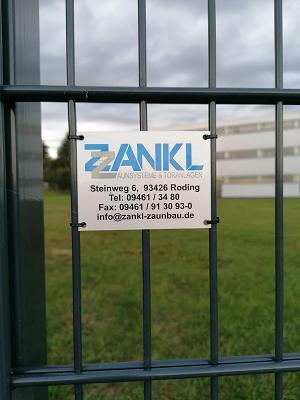 ZANKL
ZAUNSYSTEME & TORANLAGEN
Steinweg 6, 93426 Roding
Tel: 09461 / 34 80
Fax: 09461 / 91 30 93-0
info@zankl-zaunbau.de